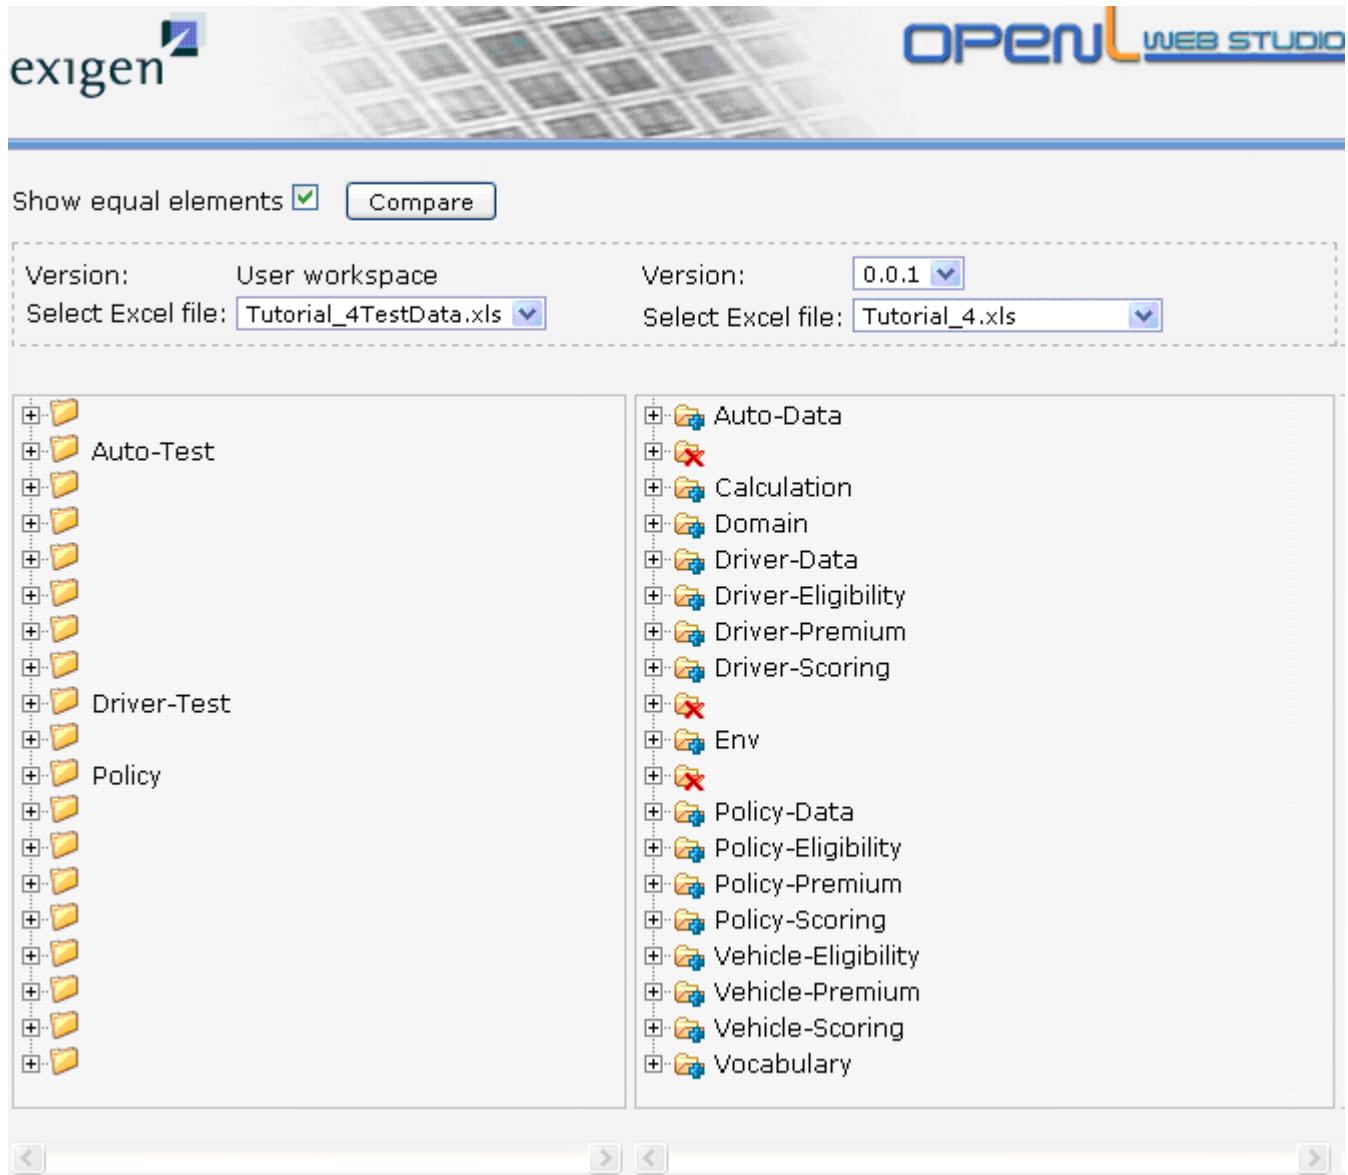 exigen
OPENL WEB STUDIO
Show equal elements Compare
Version: User workspace
Select Excel file: Tutorial_4TestData.xls
Version: 0.0.1
Select Excel file: Tutorial_4.xls
Auto-Test
Driver-Test
Policy
Auto-Data
Calculation
Domain
Driver-Data
Driver-Eligibility
Driver-Premium
Driver-Scoring
Env
Policy-Data
Policy-Eligibility
Policy-Premium
Policy-Scoring
Vehicle-Eligibility
Vehicle-Premium
Vehicle-Scoring
Vocabulary